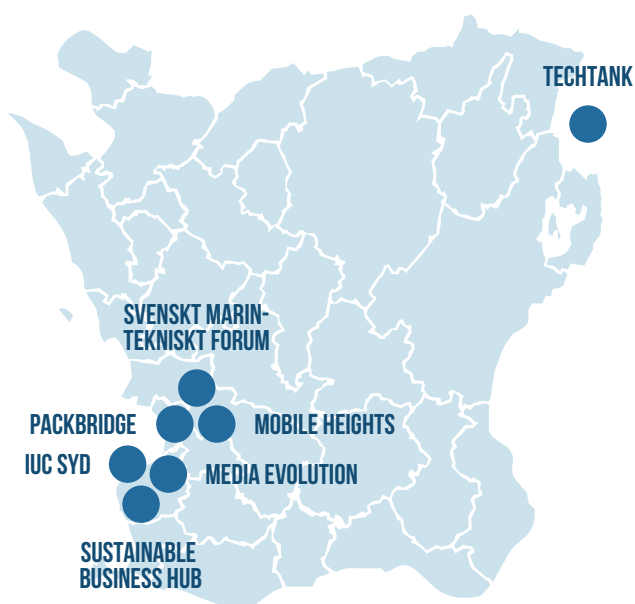 TECHTANK
SVENSKT MARIN-
TEKNISKT FORUM
PACKBRIDGE
MOBILE HEIGHTS
IUC SYD
MEDIA EVOLUTION
SUSTAINABLE
BUSINESS HUB